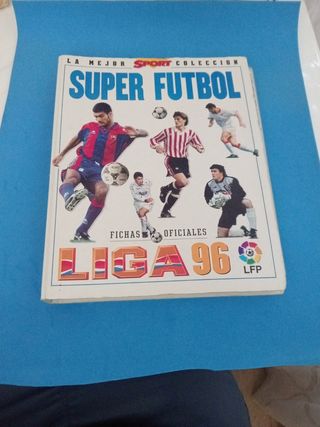 LA MEJOR SPORT COLECCION
SUPER FUTBOL
FICHAS OFICIALES
LIGA 96
LFP